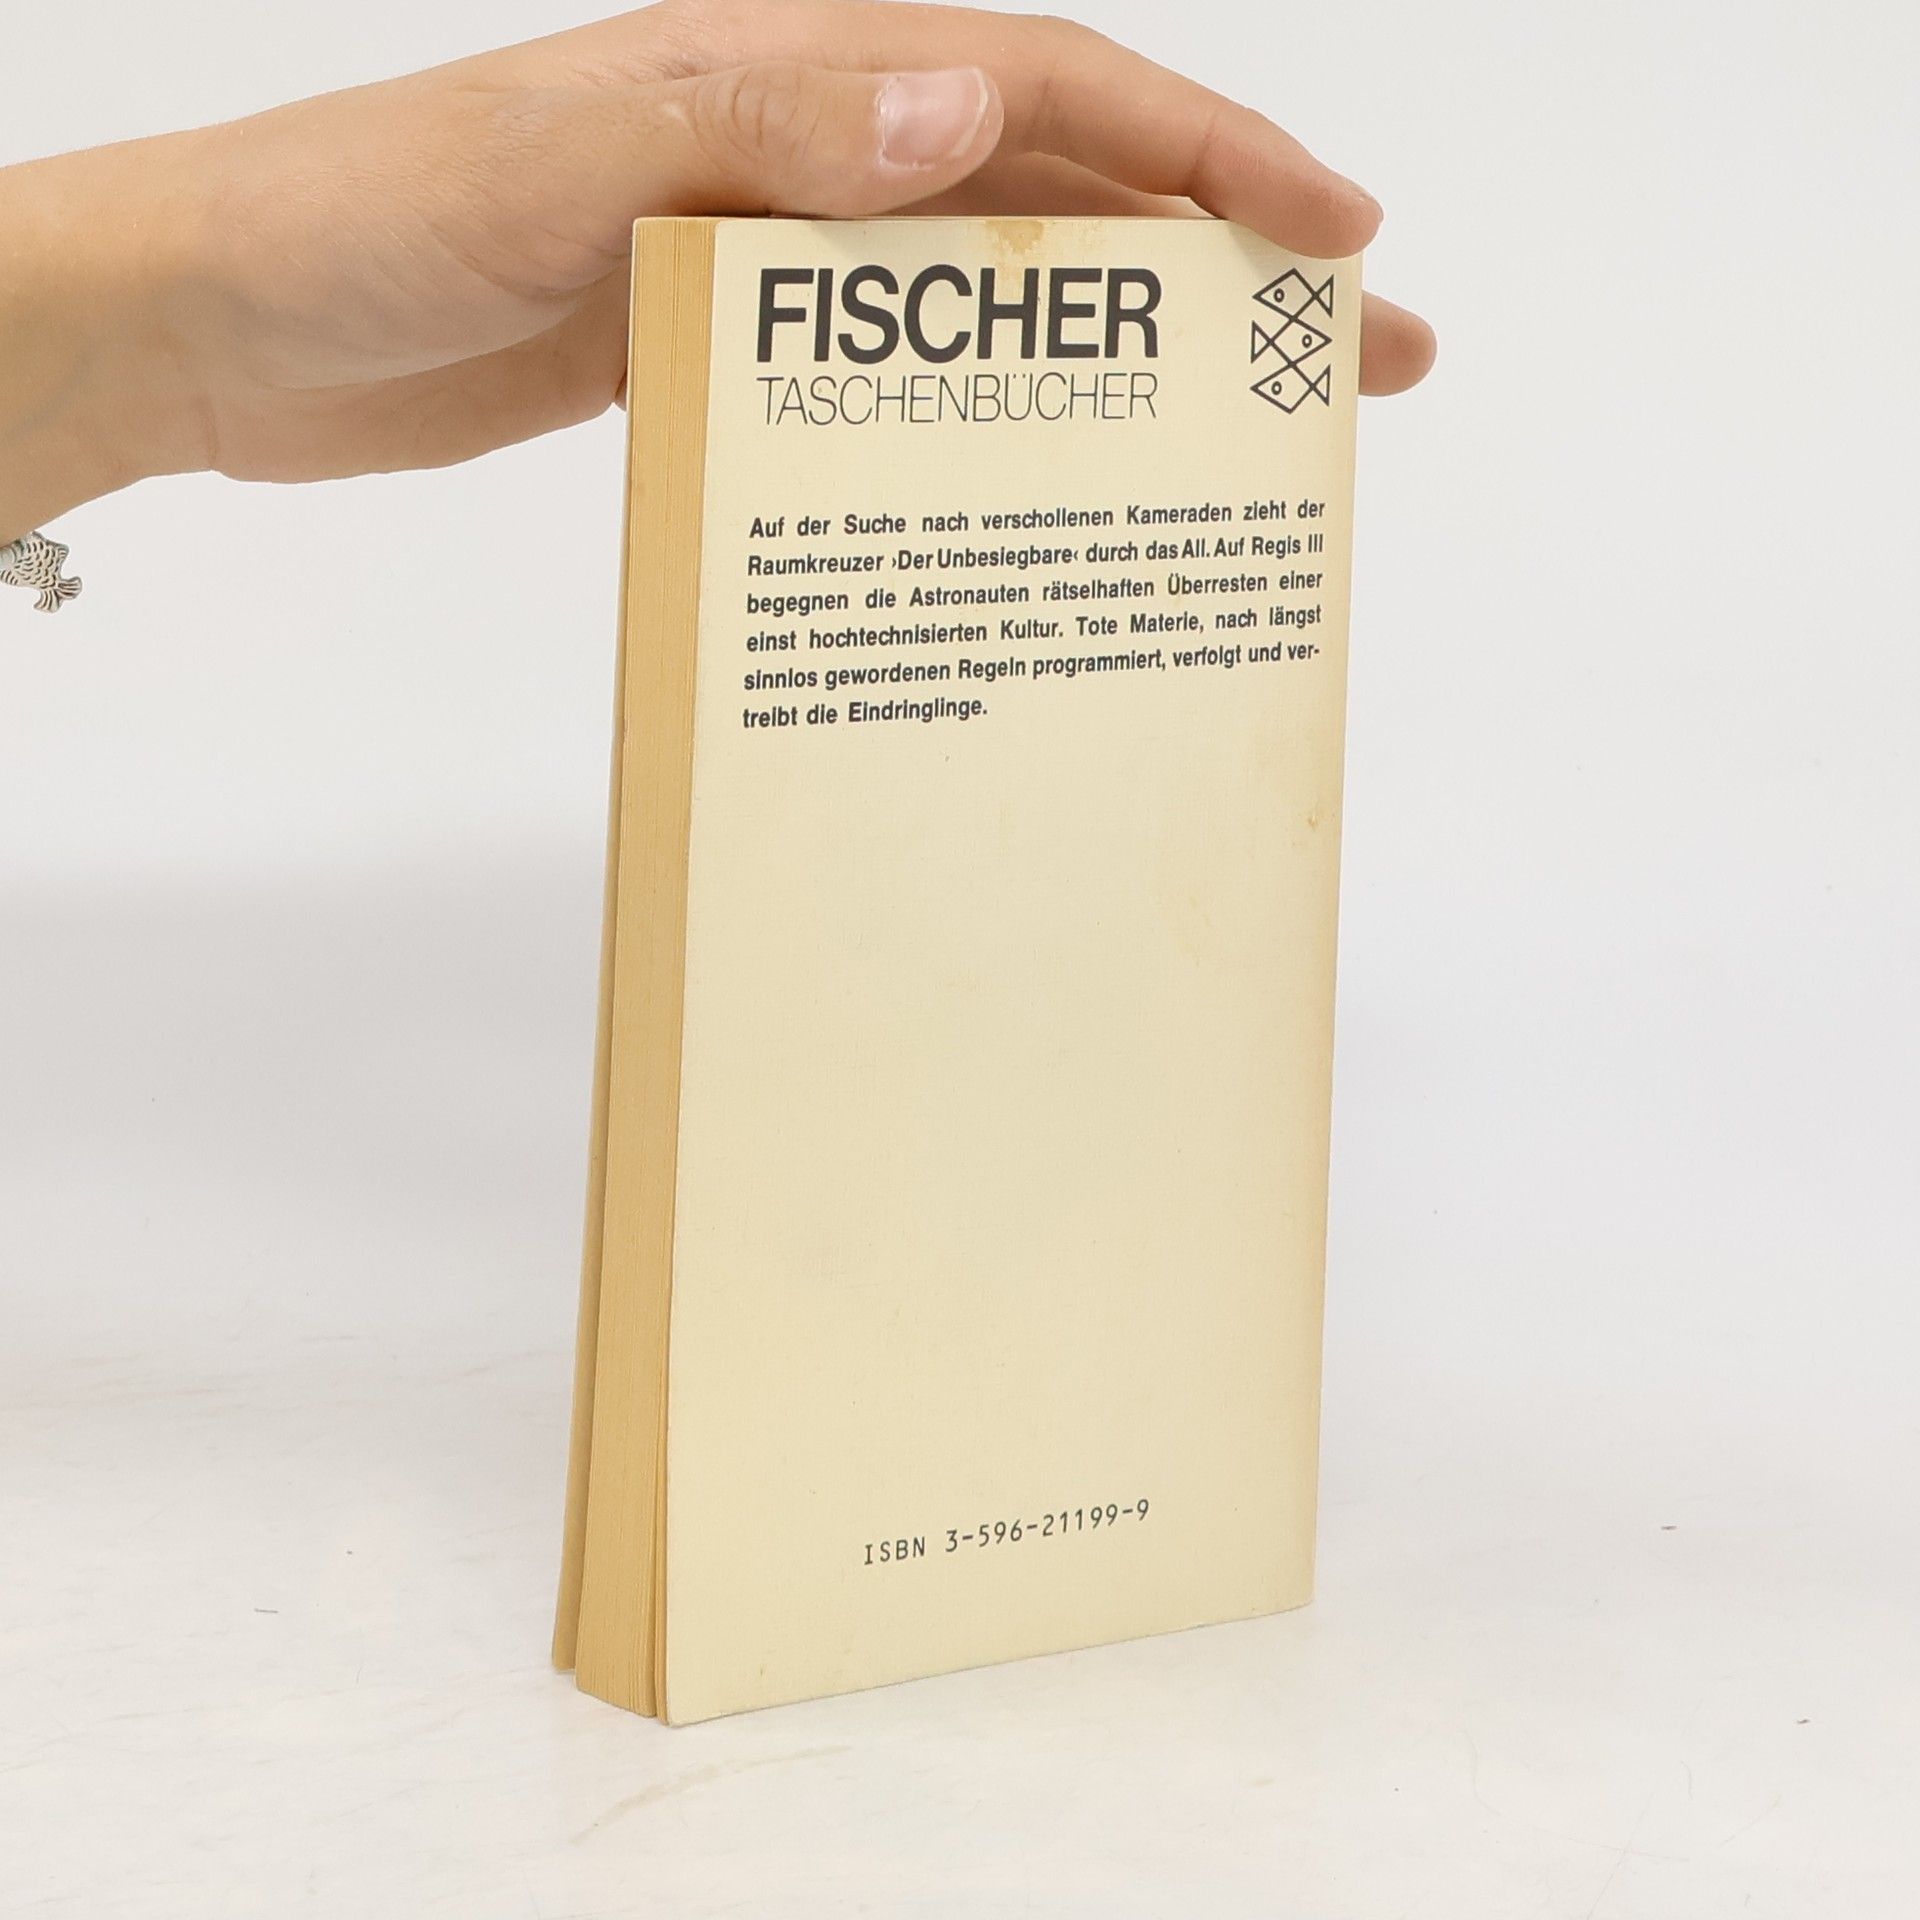 FISCHER
TASCHENBÜCHER
Auf der Suche nach verschollenen Kameraden zieht der
Raumkreuzer ›Der Unbesiegbare‹ durch das All. Auf Regis III
begegnen die Astronauten rätselhaften Überresten einer
einst hochtechnisierten Kultur. Tote Materie, nach längst
sinnlos gewordenen Regeln programmiert, verfolgt und ver-
treibt die Eindringlinge.
ISBN 3-596-21199-9